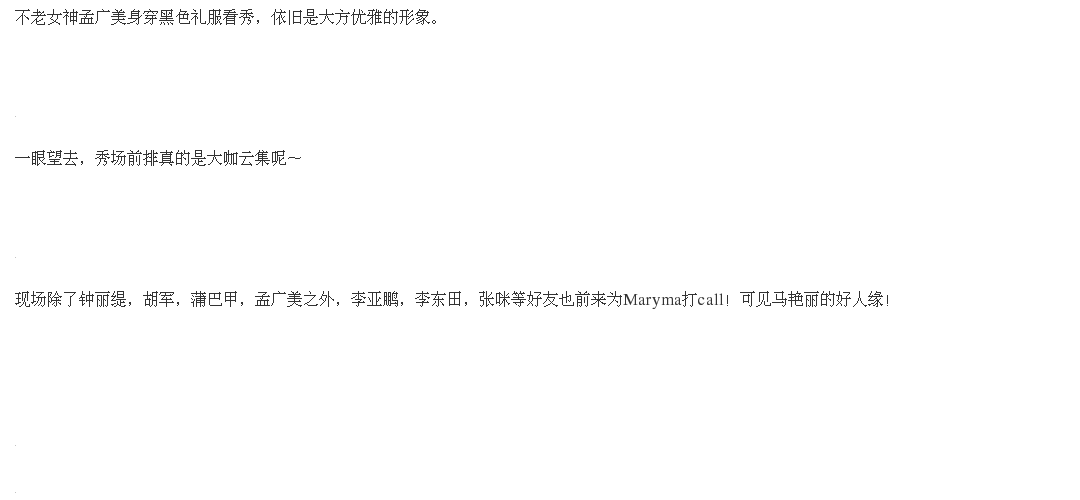 不老女神孟广美身穿黑色礼服看秀，依旧是大方优雅的形象。
一眼望去，秀场前排真的是大咖云集呢～
现场除了钟丽缇，胡军，蒲巴甲，孟广美之外，李亚鹏，李东田，张咪等好友也前来为Maryma打call！可见马艳丽的好人缘！